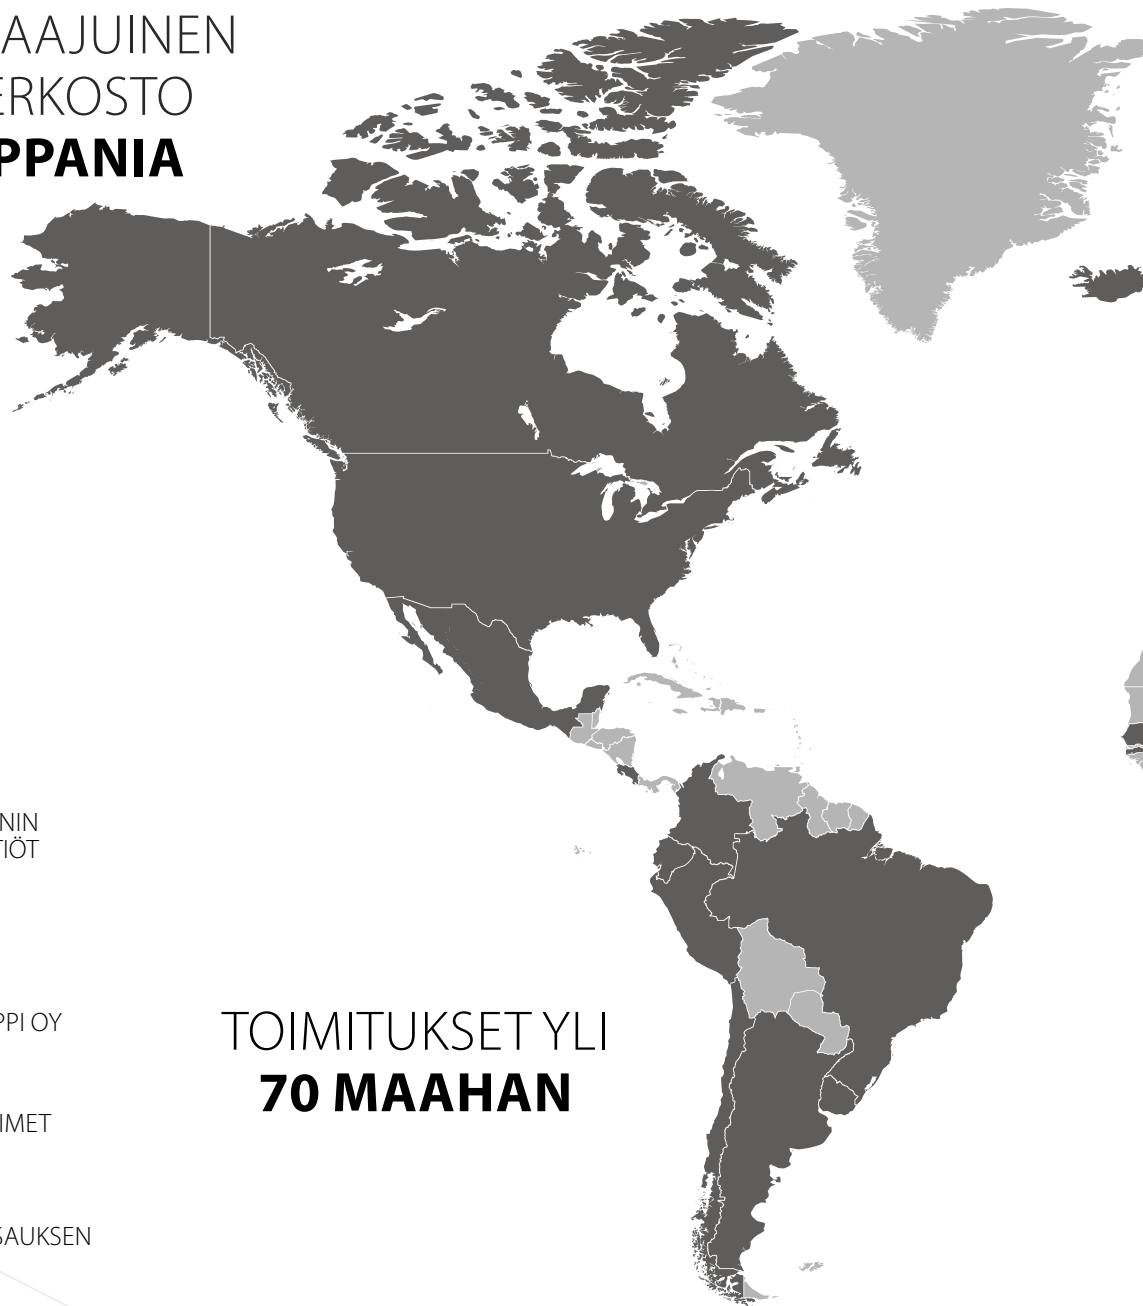 AAJUINEN
ERKOSTO
PPANIA
NIN
TIÖT
PPI OY
IMET
SAUKSEN
TOIMITUKSET YLI
70 MAAHAN